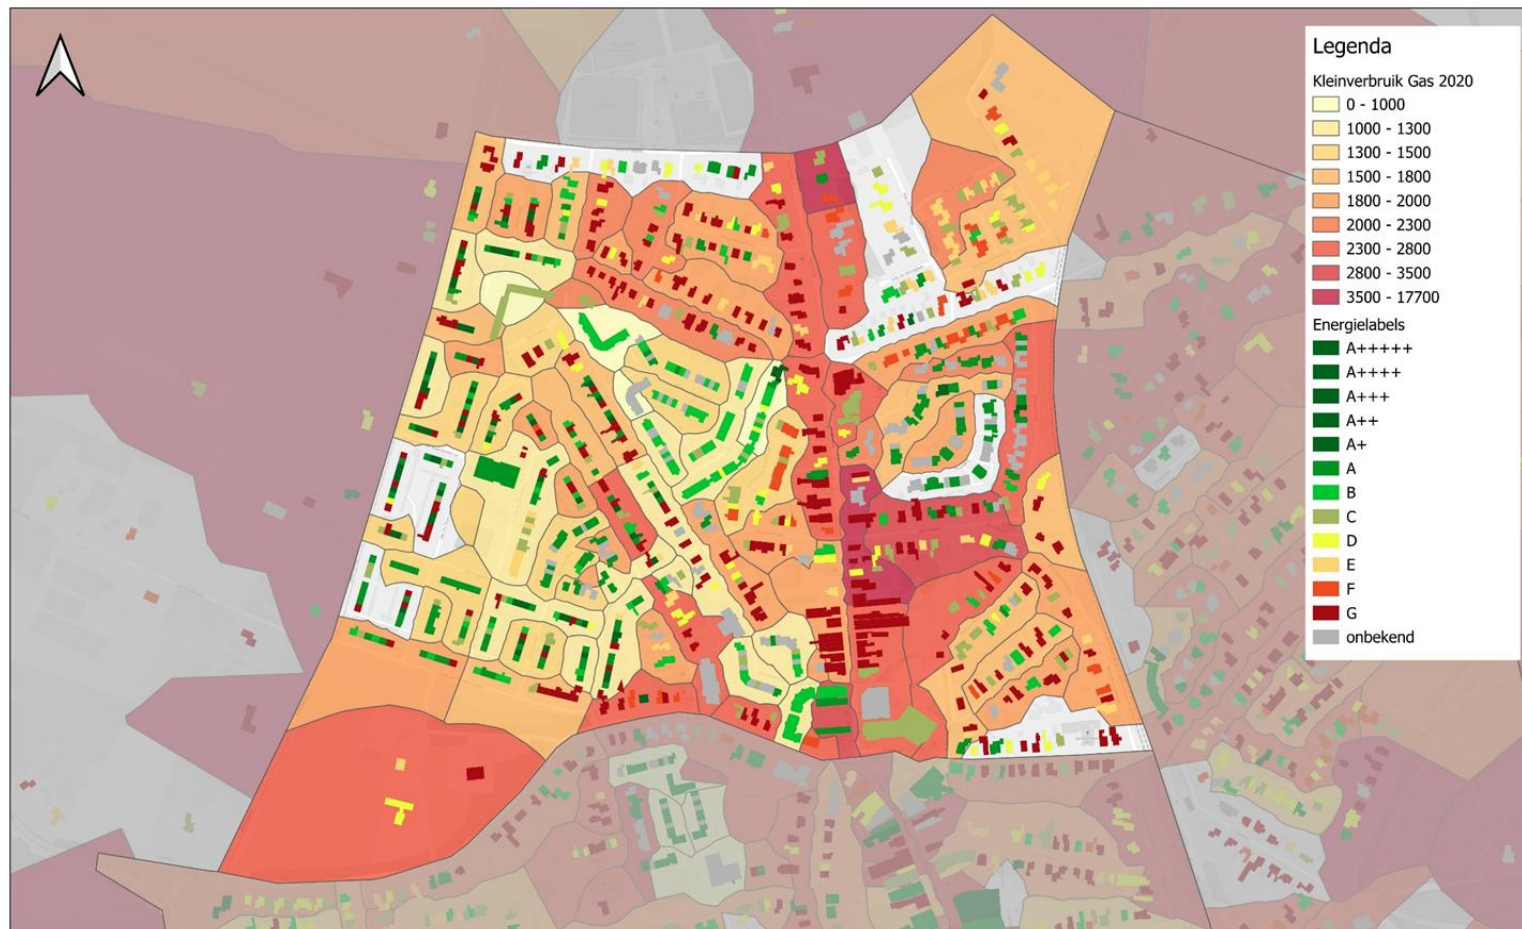 Legenda
Kleinverbruik Gas 2020
0 - 1000
1000 - 1300
1300 - 1500
1500 - 1800
1800 - 2000
2000 - 2300
2300 - 2800
2800 - 3500
3500 - 17700
Energielabels
A+++++
A++++
A+++
A++
A+
A
B
C
D
E
F
G
onbekend